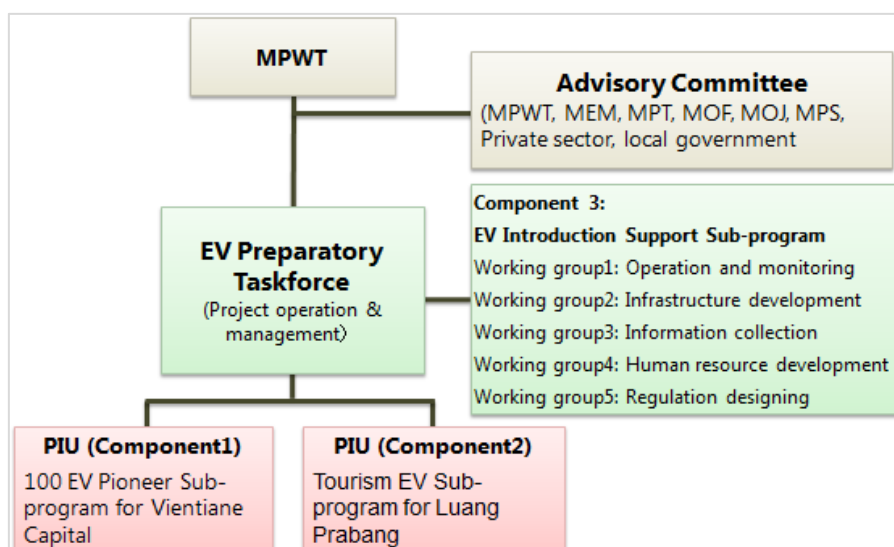 MPWT
Advisory Committee
(MPWT, MEM, MPT, MOF, MOJ, MPS,
Private sector, local government
EV Preparatory
Taskforce
(Project operation &
management)
Component 3:
EV Introduction Support Sub-program
Working group1: Operation and monitoring
Working group2: Infrastructure development
Working group3: Information collection
Working group4: Human resource development
Working group5: Regulation designing
PIU (Component1)
100 EV Pioneer Sub-
program for Vientiane
Capital
PIU (Component2)
Tourism EV Sub-
program for Luang
Prabang